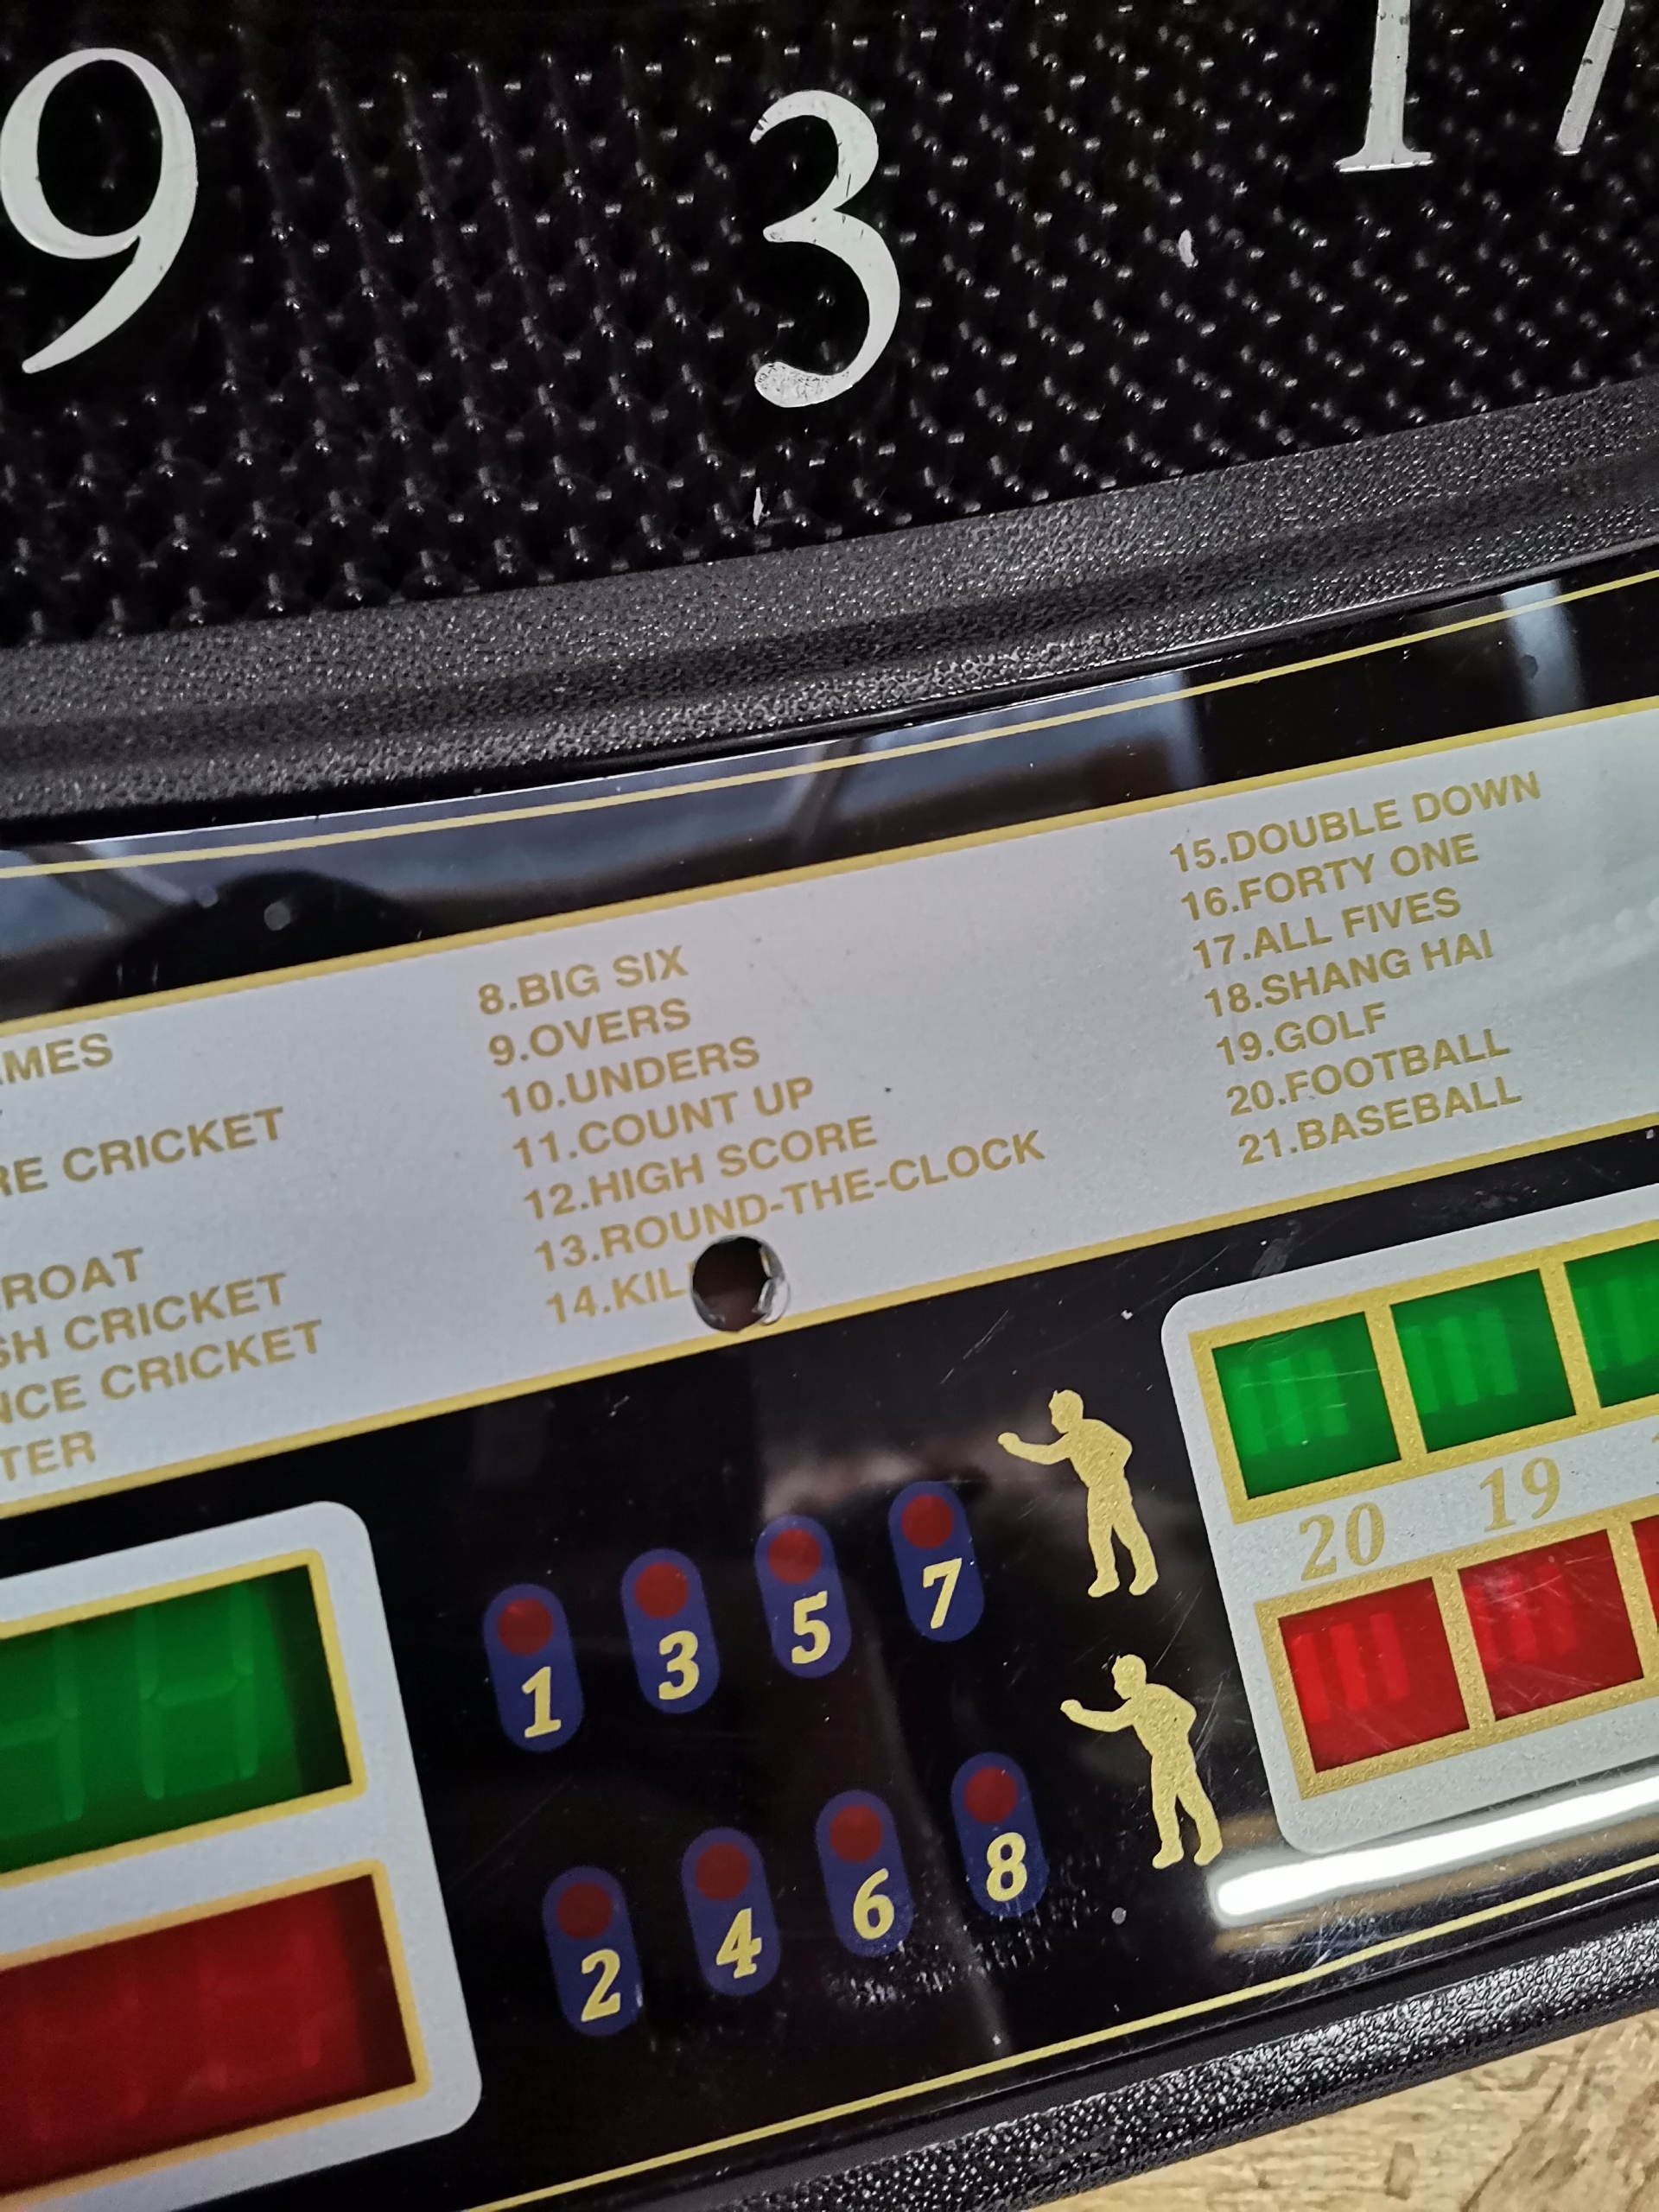 9 3 17
MES
RE CRICKET
ROAT
SH CRICKET
NCE CRICKET
TER
8.BIG SIX
9.OVERS
10.UNDERS
11.COUNT UP
12.HIGH SCORE
13.ROUND-THE-CLOCK
14.KIL
15.DOUBLE DOWN
16.FORTY ONE
17.ALL FIVES
18.SHANG HAI
19.GOLF
20.FOOTBALL
21.BASEBALL
1 3 5 7
2 4 6 8
20 19